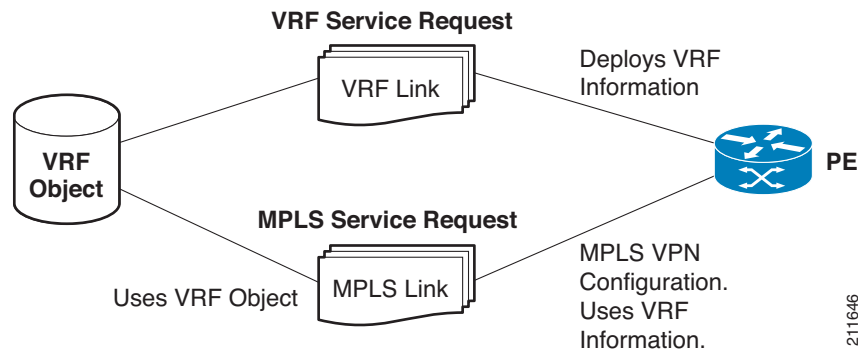 VRF Service Request
VRF Link
Deploys VRF
Information
VRF
Object
PE
MPLS Service Request
Uses VRF Object
MPLS Link
MPLS VPN
Configuration.
Uses VRF
Information.
211646